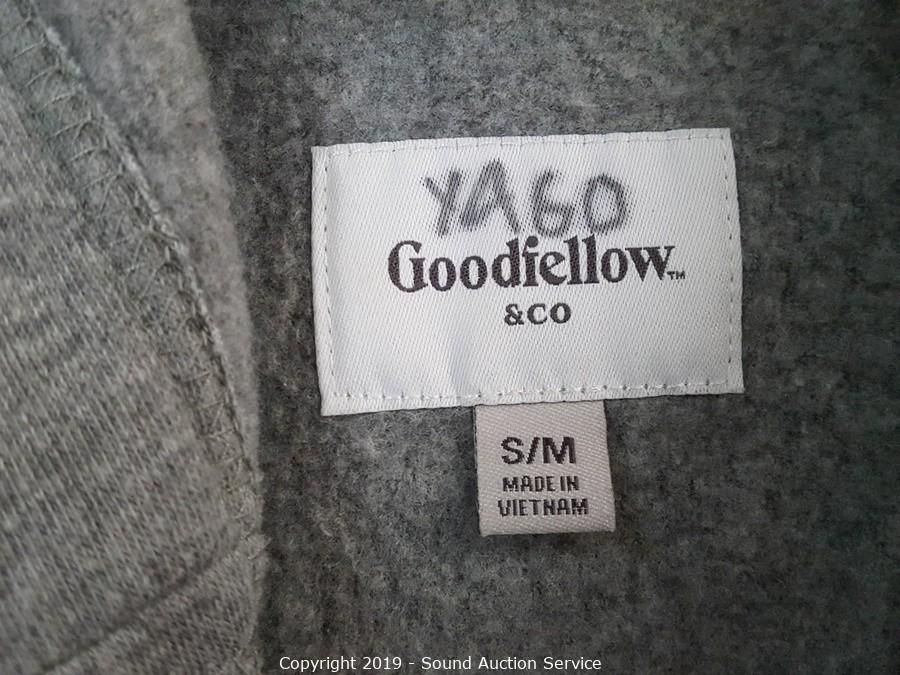 YAGO
Goodfellow™
&CO
S/M
MADE IN
VIETNAM
Copyright 2019 - Sound Auction Service